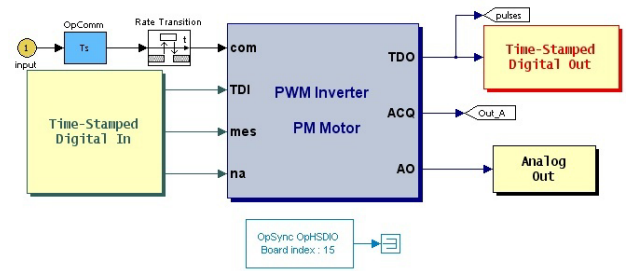 OpComm
Rate Transition
1
input
Ts
t
com
TDI
mes
na
Time-Stamped
Digital In
PWM Inverter
PM Motor
TDO
ACQ
AO
pulses
Time-Stamped
Digital Out
Out_A
Analog
Out
OpSync OpHSDIO
Board index : 15